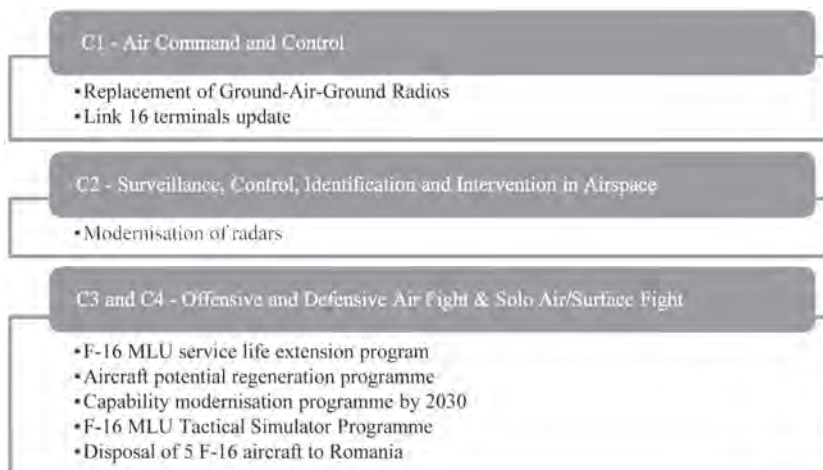 C1 - Air Command and Control
•Replacement of Ground-Air-Ground Radios
•Link 16 terminals update
C2 - Surveillance, Control, Identification and Intervention in Airspace
•Modernisation of radars
C3 and C4 - Offensive and Defensive Air Fight & Solo Air/Surface Fight
•F-16 MLU service life extension program
•Aircraft potential regeneration programme
•Capability modernisation programme by 2030
•F-16 MLU Tactical Simulator Programme
•Disposal of 5 F-16 aircraft to Romania